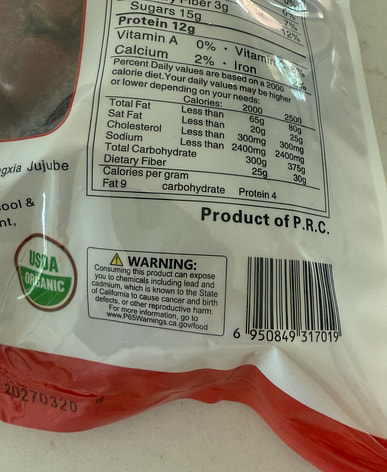 Fiber 3g 0%
Sugars 15g
Protein 12g 12%
Vitamin A 0% · Vitamin
Calcium 2% · Iron
Percent Daily values are based on a 2000
calorie diet.Your daily values may be higher
or lower depending on your needs:
Calories: 2000 2500
Total Fat Less than 65g 80g
Sat Fat Less than 20g 25g
Cholesterol Less than 300mg 300mg
Sodium Less than 2400mg 2400mg
Total Carbohydrate 300g 375g
Dietary Fiber 25g 30g
Calories per gram
Fat 9 carbohydrate Protein 4
Product of P.R.C.
Jujube
&
USDA
ORGANIC
WARNING:
Consuming this product can expose
you to chemicals including lead and
cadmium, which is known to the State
of California to cause cancer and birth
defects, or other reproductive harm.
For more information, go to
www.P65Warnings.ca.gov/food
6 950849 317019
20270320